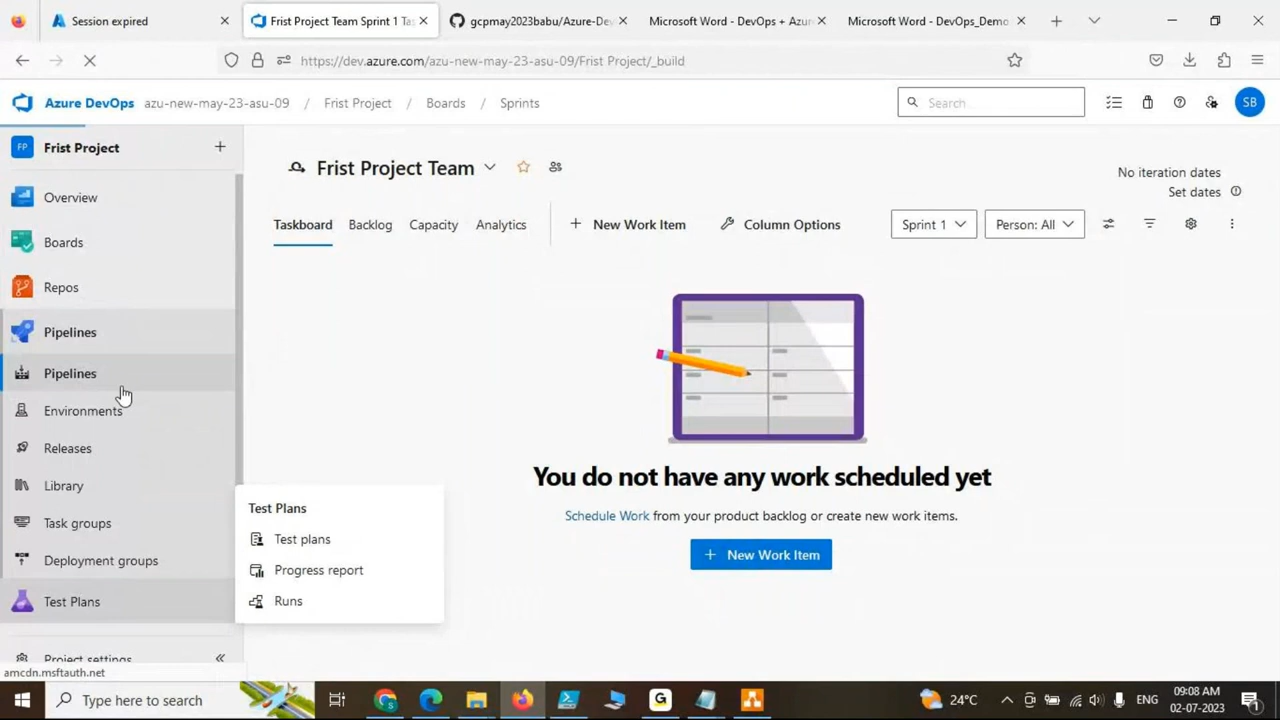 Session expired
Frist Project Team Sprint 1 Ta
gcpmay2023babu/Azure-De
Microsoft Word - DevOps + Azur
Microsoft Word - DevOps_Demo
https://dev.azure.com/azu-new-may-23-asu-09/Frist Project/_build
Azure DevOps azu-new-may-23-asu-09 / Frist Project / Boards / Sprints
Search...
SB
FP Frist Project
Overview
Boards
Repos
Pipelines
Pipelines
Environments
Releases
Library
Task groups
Deployment groups
Test Plans
Project settings
amcdn.msftauth.net
Test Plans
Test plans
Progress report
Runs
Frist Project Team
No iteration dates
Set dates
Taskboard Backlog Capacity Analytics
New Work Item
Column Options
Sprint 1
Person: All
You do not have any work scheduled yet
Schedule Work from your product backlog or create new work items.
New Work Item
Type here to search
24°C
ENG
09:08 AM
02-07-2023